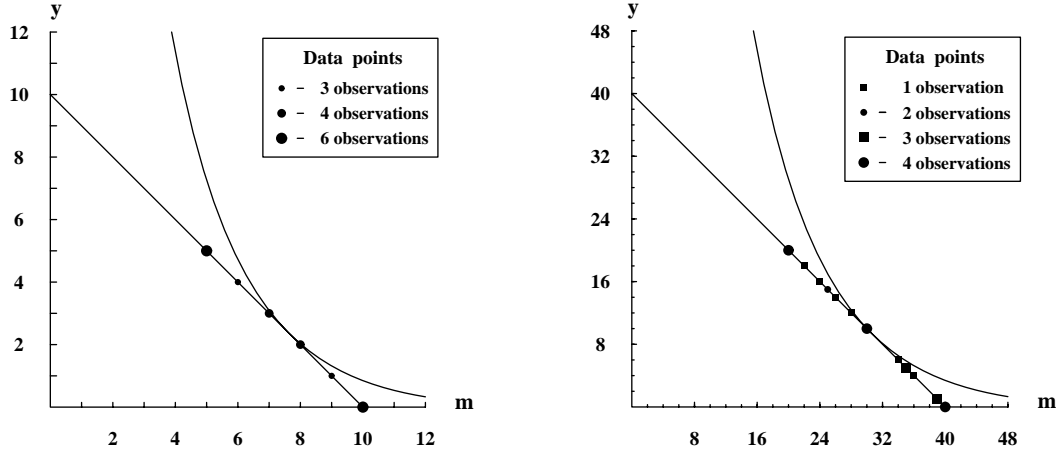 y
12
10
8
6
4
2
2 4 6 8 10 12
m
Data points
– 3 observations
– 4 observations
– 6 observations
y
48
40
32
24
16
8
8 16 24 32 40 48
m
Data points
– 1 observation
– 2 observations
– 3 observations
– 4 observations